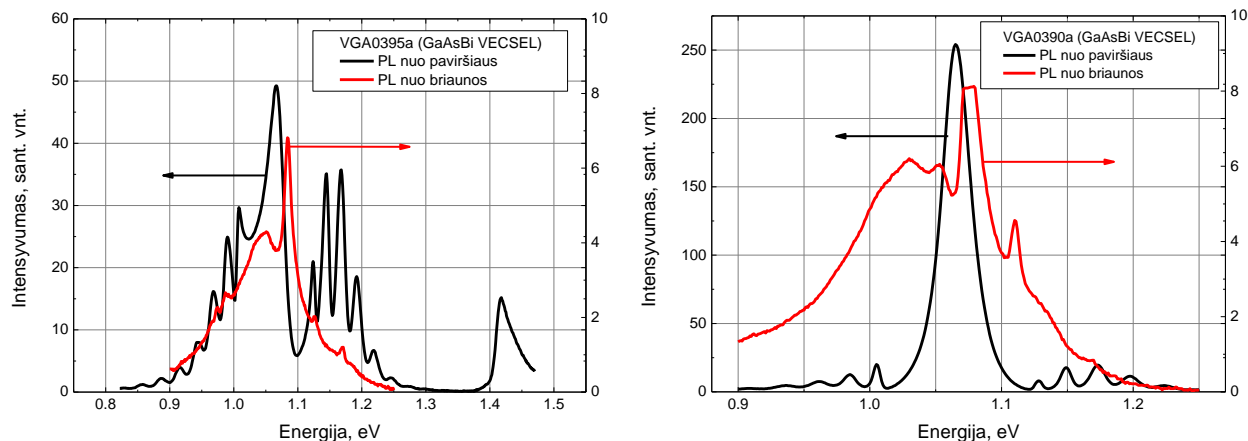 60
50
40
30
20
10
0
Intensyvumas, sant. vnt.
VGA0395a (GaAsBi VECSEL)
PL nuo paviršiaus
PL nuo briaunos
10
8
6
4
2
0
0.8 0.9 1.0 1.1 1.2 1.3 1.4 1.5
Energija, eV
250
200
150
100
50
0
Intensyvumas, sant. vnt.
VGA0390a (GaAsBi VECSEL)
PL nuo paviršiaus
PL nuo briaunos
10
8
6
4
2
0
0.9 1.0 1.1 1.2
Energija, eV